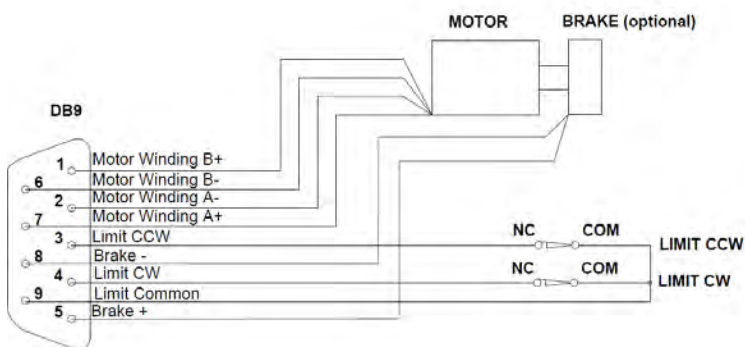 MOTOR BRAKE (optional)
DB9
1 Motor Winding B+
6 Motor Winding B-
2 Motor Winding A-
7 Motor Winding A+
3 Limit CCW NC COM LIMIT CCW
8 Brake -
4 Limit CW NC COM LIMIT CW
9 Limit Common
5 Brake +